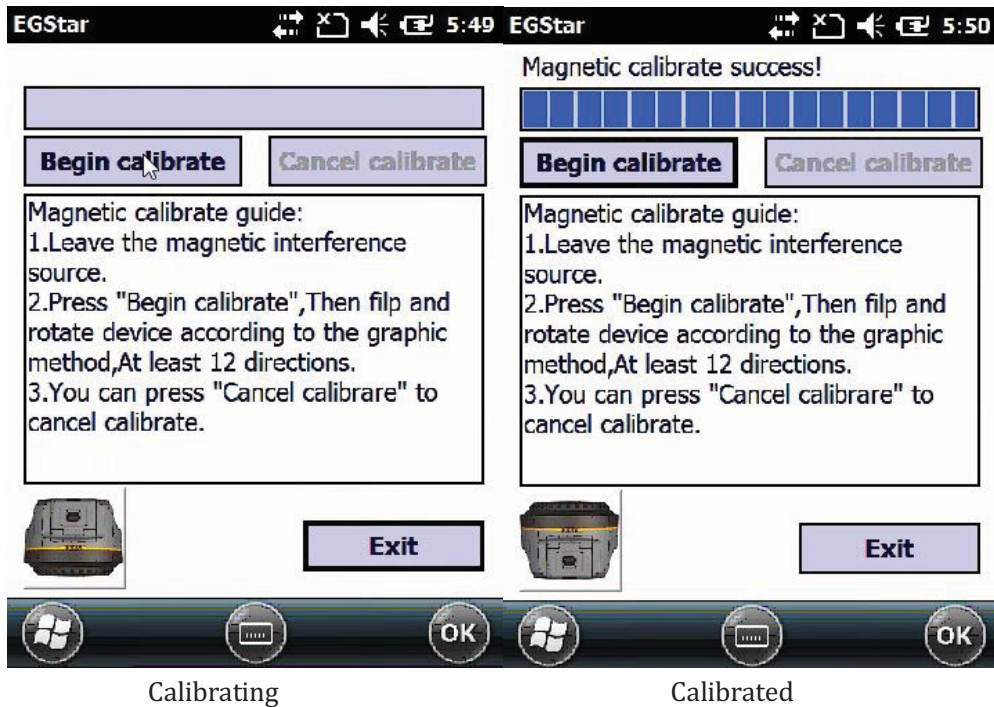 EGStar 5:49
Begin calibrate Cancel calibrate
Magnetic calibrate guide:
1.Leave the magnetic interference
source.
2.Press "Begin calibrate",Then filp and
rotate device according to the graphic
method,At least 12 directions.
3.You can press "Cancel calibrare" to
cancel calibrate.
Exit
OK
Calibrating
EGStar 5:50
Magnetic calibrate success!
Begin calibrate Cancel calibrate
Magnetic calibrate guide:
1.Leave the magnetic interference
source.
2.Press "Begin calibrate",Then filp and
rotate device according to the graphic
method,At least 12 directions.
3.You can press "Cancel calibrare" to
cancel calibrate.
Exit
OK
Calibrated